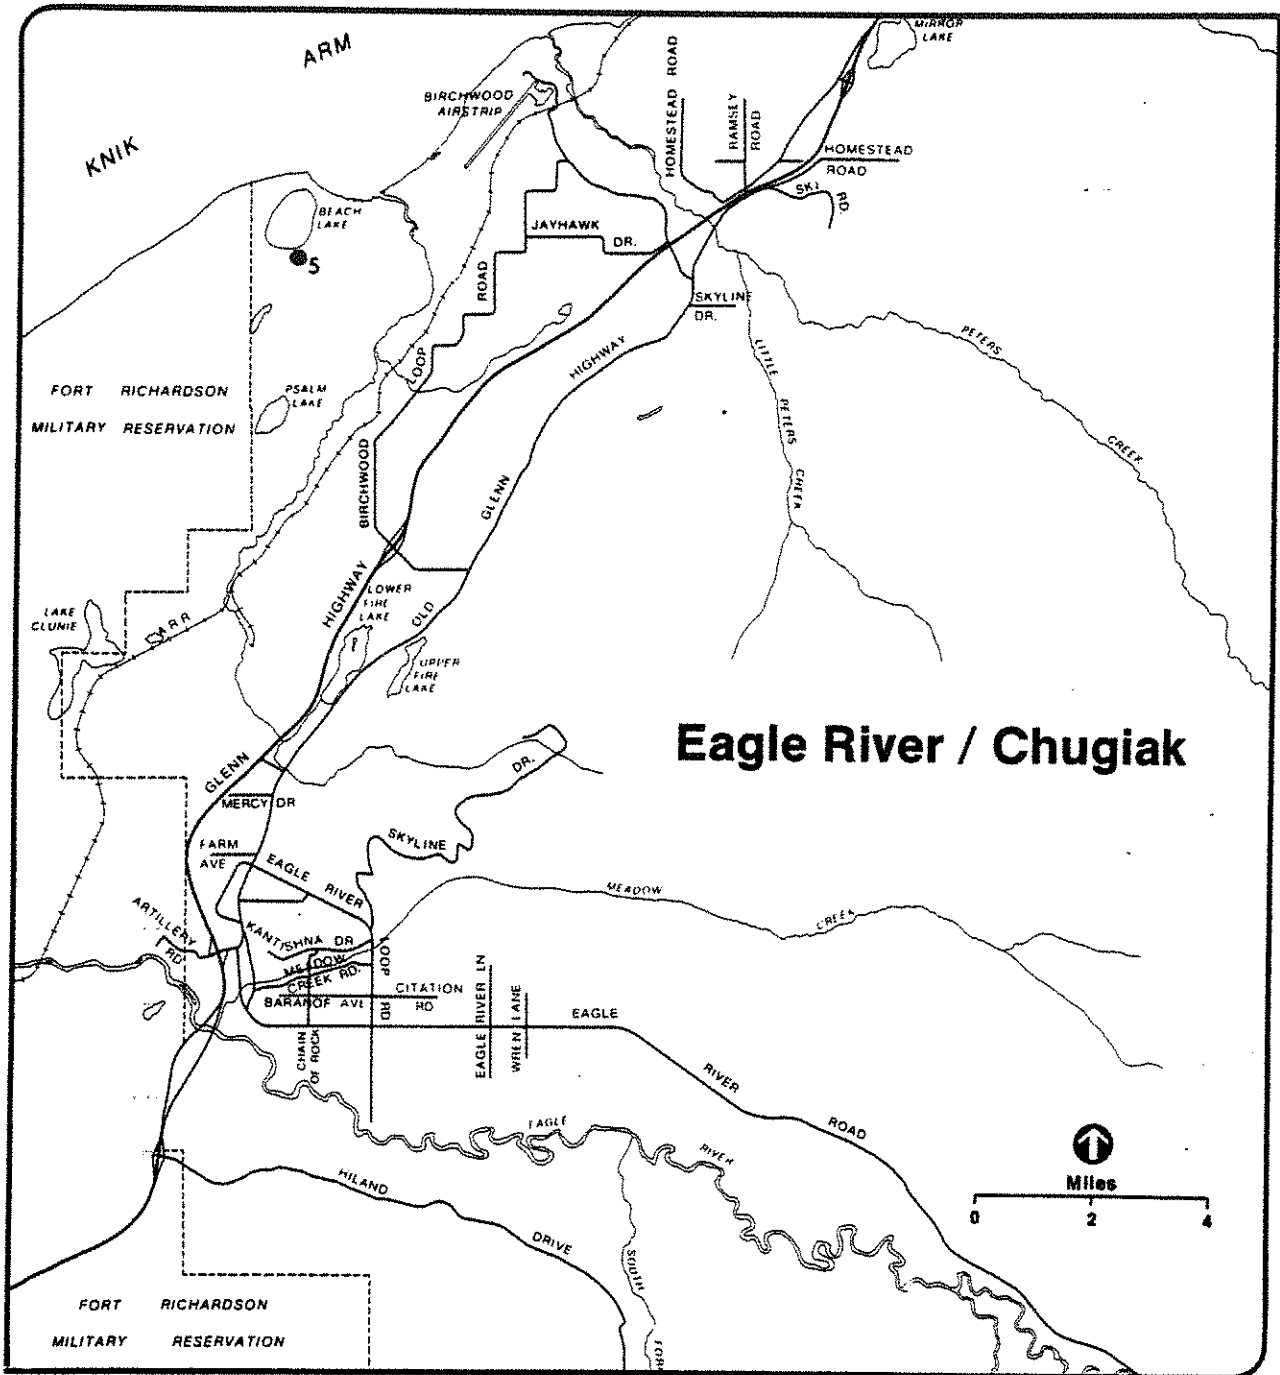 ARM
KNIK
MIRROR
LAKE
BIRCHWOOD
AIRSTRIP
HOMESTEAD ROAD
RAMSEY
ROAD
HOMESTEAD
ROAD
SKI
RD.
BEACH
LAKE
5
JAYHAWK
DR.
ROAD
SKYLINE
DR.
LOOP
HIGHWAY
LITTLE
PETERS
CREEK
PETERS
CREEK
FORT RICHARDSON
MILITARY RESERVATION
PSALM
LAKE
BIRCHWOOD
GLENN
HIGHWAY
LOWER
FIRE
LAKE
OLD
LAKE
CLUNIE
ARR
UPPER
FIRE
LAKE
Eagle River / Chugiak
GLENN
DR.
MERCY DR
SKYLINE
FARM
AVE
EAGLE RIVER
MEADOW
CREEK
ARTILLERY
RD
KANTISHNA DR
LOOP
RD
MEADOW
CREEK RD.
CITATION
RD
BARANOF AVE
EAGLE RIVER LN
WREN LANE
EAGLE
CHAIN
OF ROCK
RIVER
ROAD
EAGLE
RIVER
HILAND
DRIVE
Miles
0 2 4
SOUTH
FORK
FORT RICHARDSON
MILITARY RESERVATION